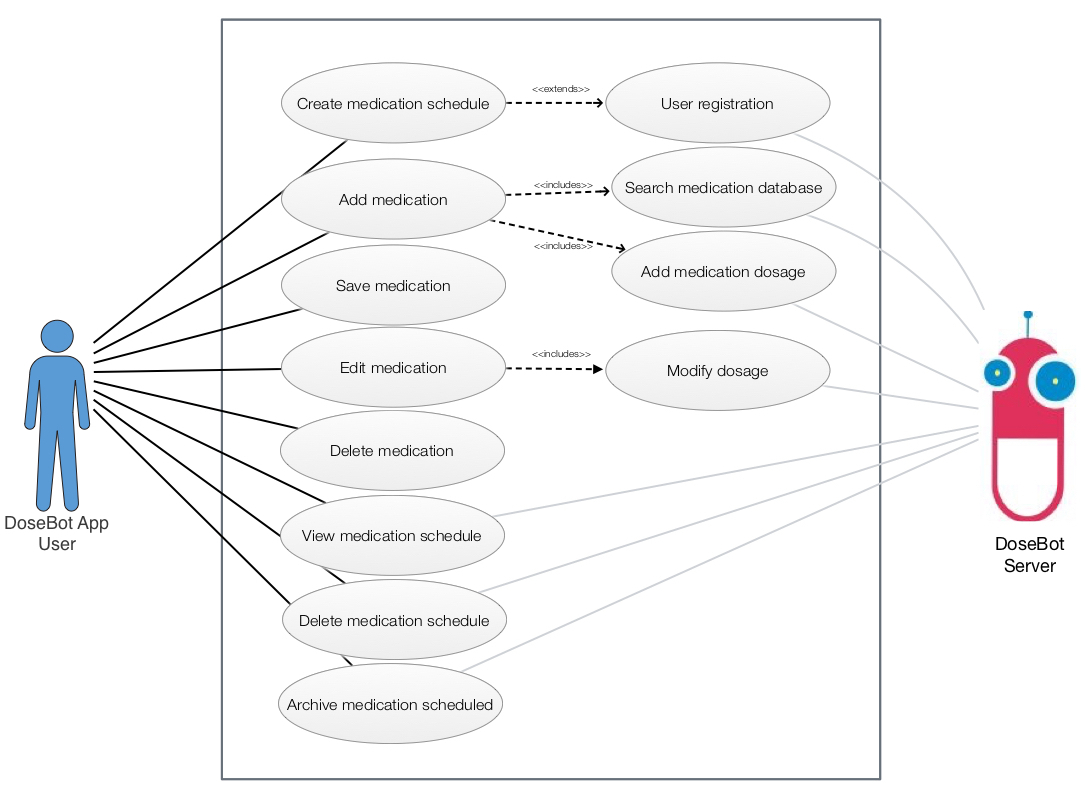 Create medication schedule
<<extends>>
User registration
Add medication
<<includes>>
Search medication database
<<includes>>
Add medication dosage
Save medication
Edit medication
<<includes>>
Modify dosage
Delete medication
View medication schedule
Delete medication schedule
Archive medication scheduled
DoseBot App
User
DoseBot
Server